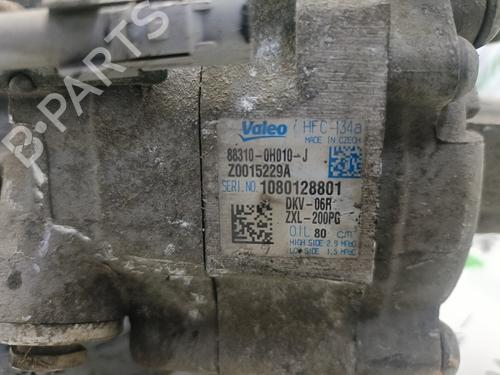 Valeo HFC-134a
MADE IN CZECH
88310-0H010-J
Z0015229A
SERI.NO. 1080128801
DKV-06R
ZXL-200PG
OIL 80 cm³
HIGH SIDE 2.9 MPaG
LOW SIDE 1.5 MPaG
B-PARTS